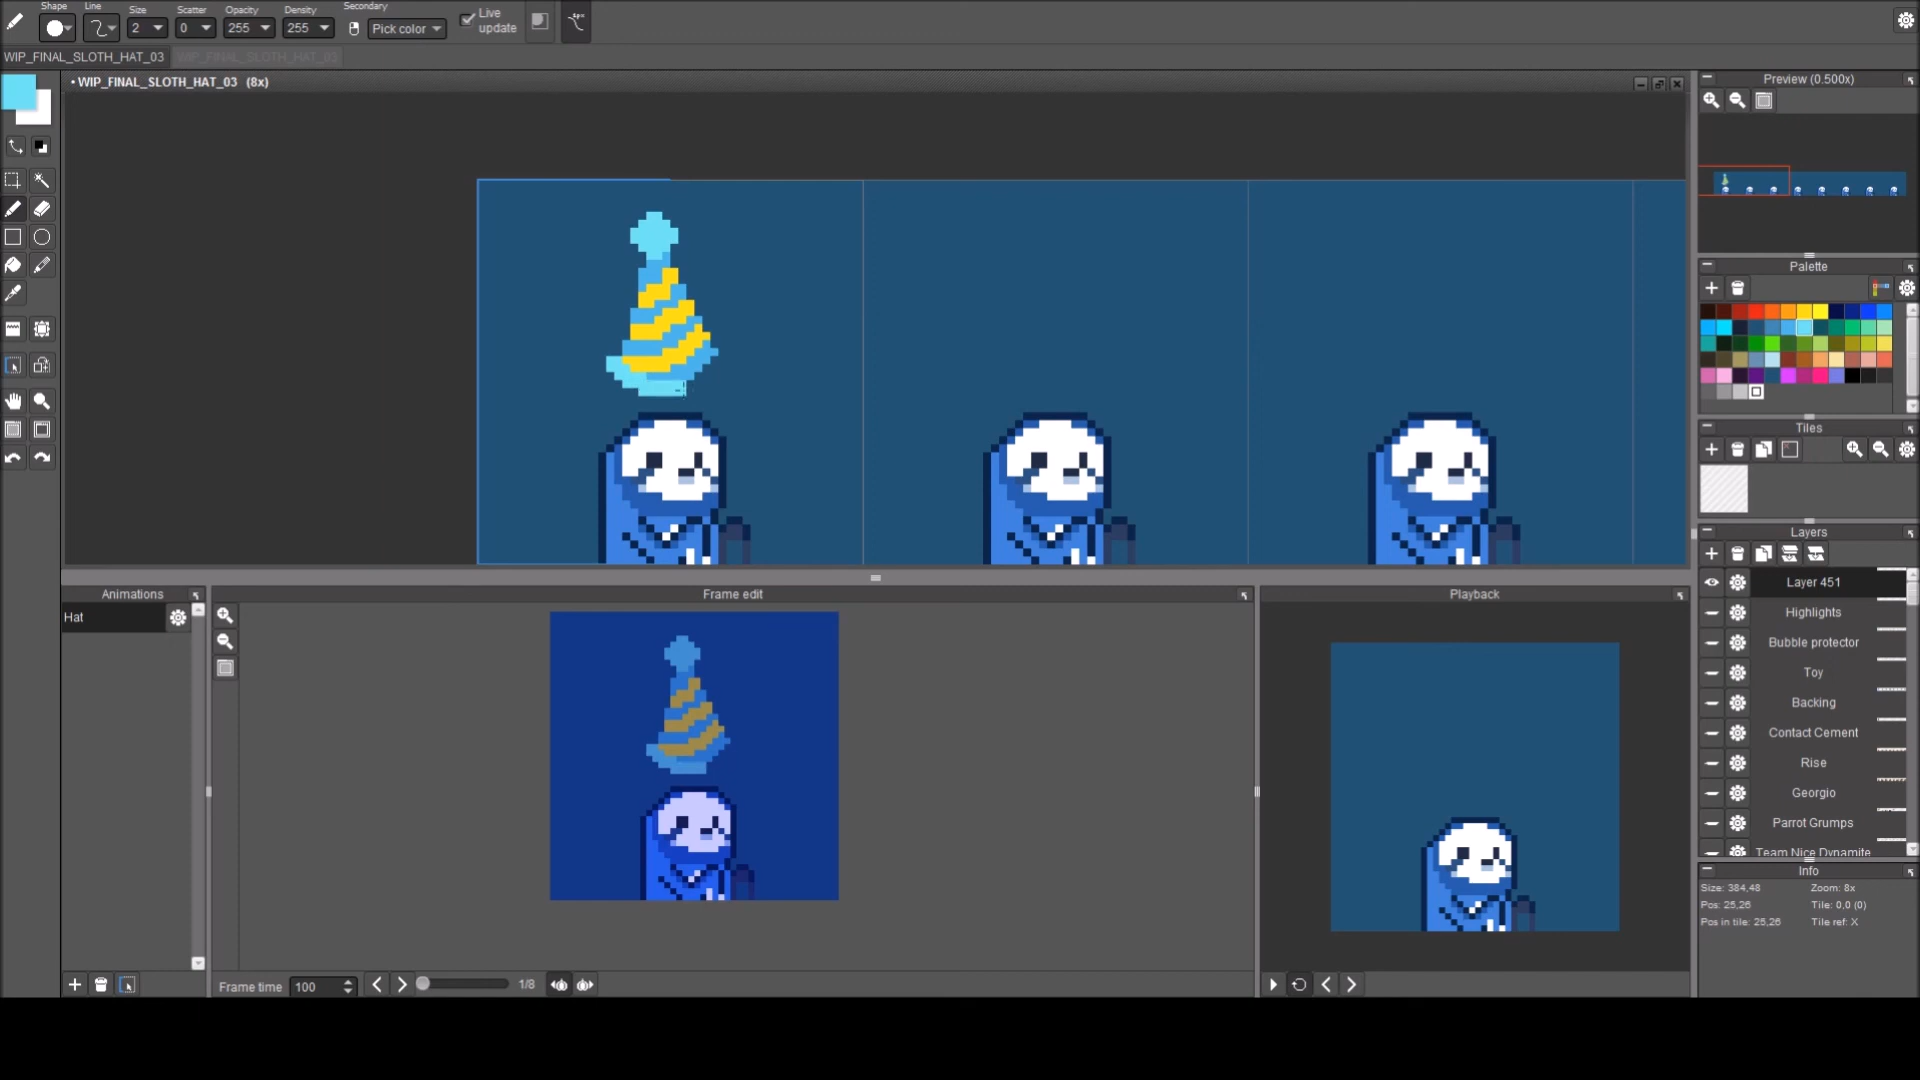 Shape
Line
Size
Scatter
Opacity
Density
Secondary
2
0
255
255
Pick color
Live
update
WIP_FINAL_SLOTH_HAT_03
WIP_FINAL_SLOTH_HAT_03
• WIP_FINAL_SLOTH_HAT_03 (8x)
Preview (0.500x)
Palette
Tiles
Layers
Layer 451
Highlights
Bubble protector
Toy
Backing
Contact Cement
Rise
Georgio
Parrot Grumps
Team Nice Dynamite
Info
Size: 384,48
Zoom: 8x
Pos: 25,26
Tile: 0,0 (0)
Pos in tile: 25,26
Tile ref: X
Animations
Hat
Frame edit
Frame time
100
1/8
Playback